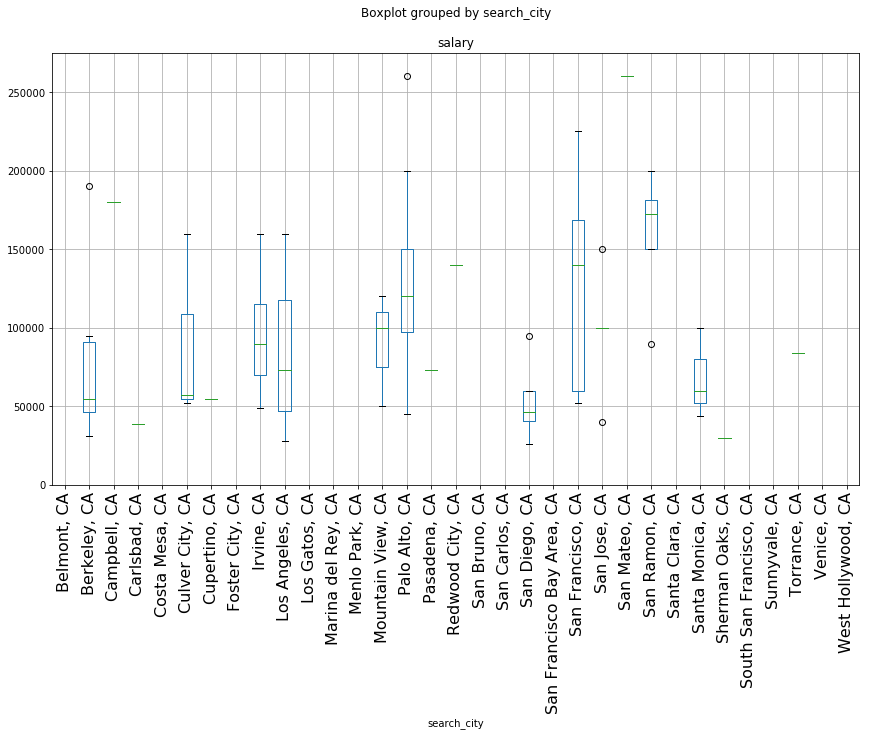 Boxplot grouped by search_city
salary
250000
200000
150000
100000
50000
0
Belmont, CA
Berkeley, CA
Campbell, CA
Carlsbad, CA
Costa Mesa, CA
Culver City, CA
Cupertino, CA
Foster City, CA
Irvine, CA
Los Angeles, CA
Los Gatos, CA
Marina del Rey, CA
Menlo Park, CA
Mountain View, CA
Palo Alto, CA
Pasadena, CA
Redwood City, CA
San Bruno, CA
San Carlos, CA
San Diego, CA
San Francisco Bay Area, CA
San Francisco, CA
San Jose, CA
San Mateo, CA
San Ramon, CA
Santa Clara, CA
Santa Monica, CA
Sherman Oaks, CA
South San Francisco, CA
Sunnyvale, CA
Torrance, CA
Venice, CA
West Hollywood, CA
search_city